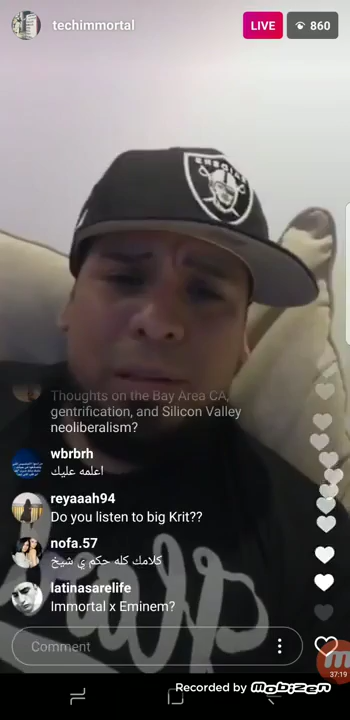 techimmortal
LIVE
860
RAIDERS
Thoughts on the Bay Area CA,
gentrification, and Silicon Valley
neoliberalism?
wbrbrh
اعلمه عليك
reyaaah94
Do you listen to big Krit??
nofa.57
كلامك كله حكم ي شيخ
latinasarelife
Immortal x Eminem?
Comment
37:19
Recorded by Mobizen